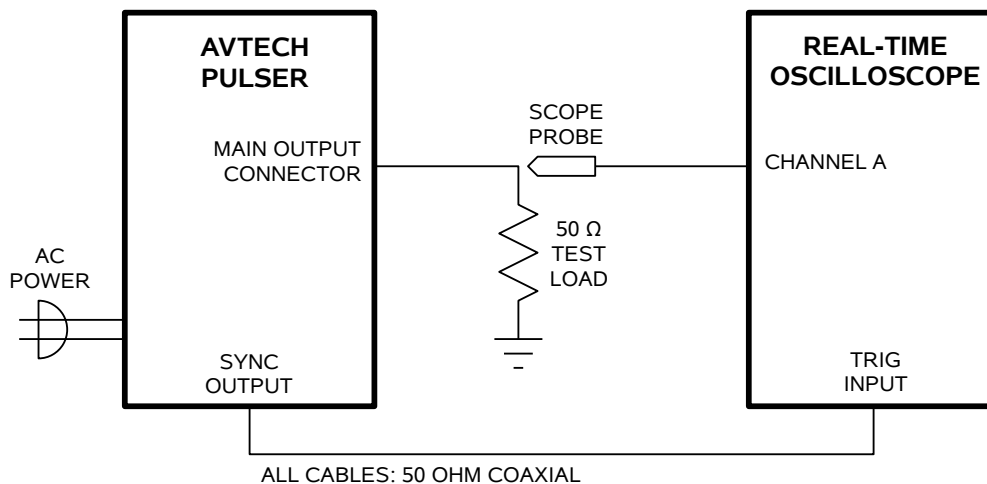 AVTECH
PULSER
REAL-TIME
OSCILLOSCOPE
SCOPE
PROBE
MAIN OUTPUT
CONNECTOR
CHANNEL A
50 Ω
TEST
LOAD
AC
POWER
SYNC
OUTPUT
TRIG
INPUT
ALL CABLES: 50 OHM COAXIAL